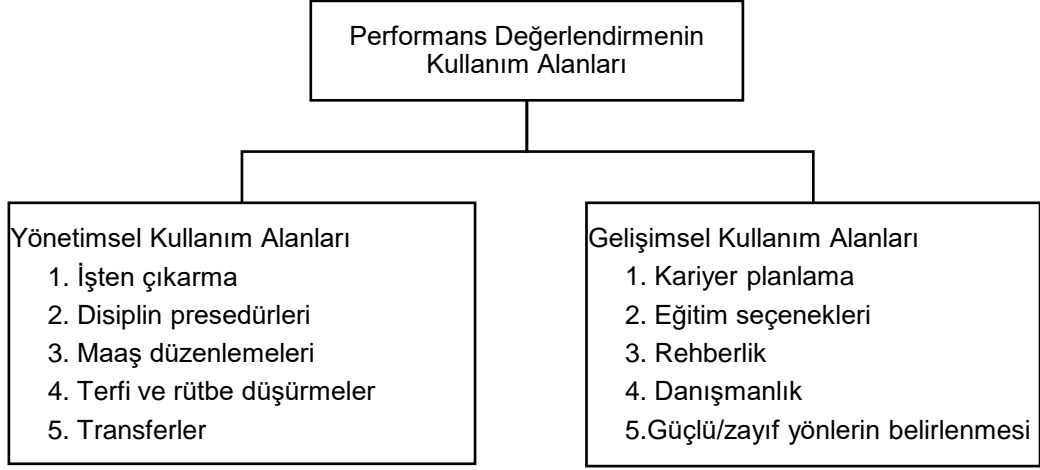 Performans Değerlendirmenin
Kullanım Alanları
Yönetimsel Kullanım Alanları
1. İşten çıkarma
2. Disiplin presedürleri
3. Maaş düzenlemeleri
4. Terfi ve rütbe düşürmeler
5. Transferler
Gelişimsel Kullanım Alanları
1. Kariyer planlama
2. Eğitim seçenekleri
3. Rehberlik
4. Danışmanlık
5.Güçlü/zayıf yönlerin belirlenmesi